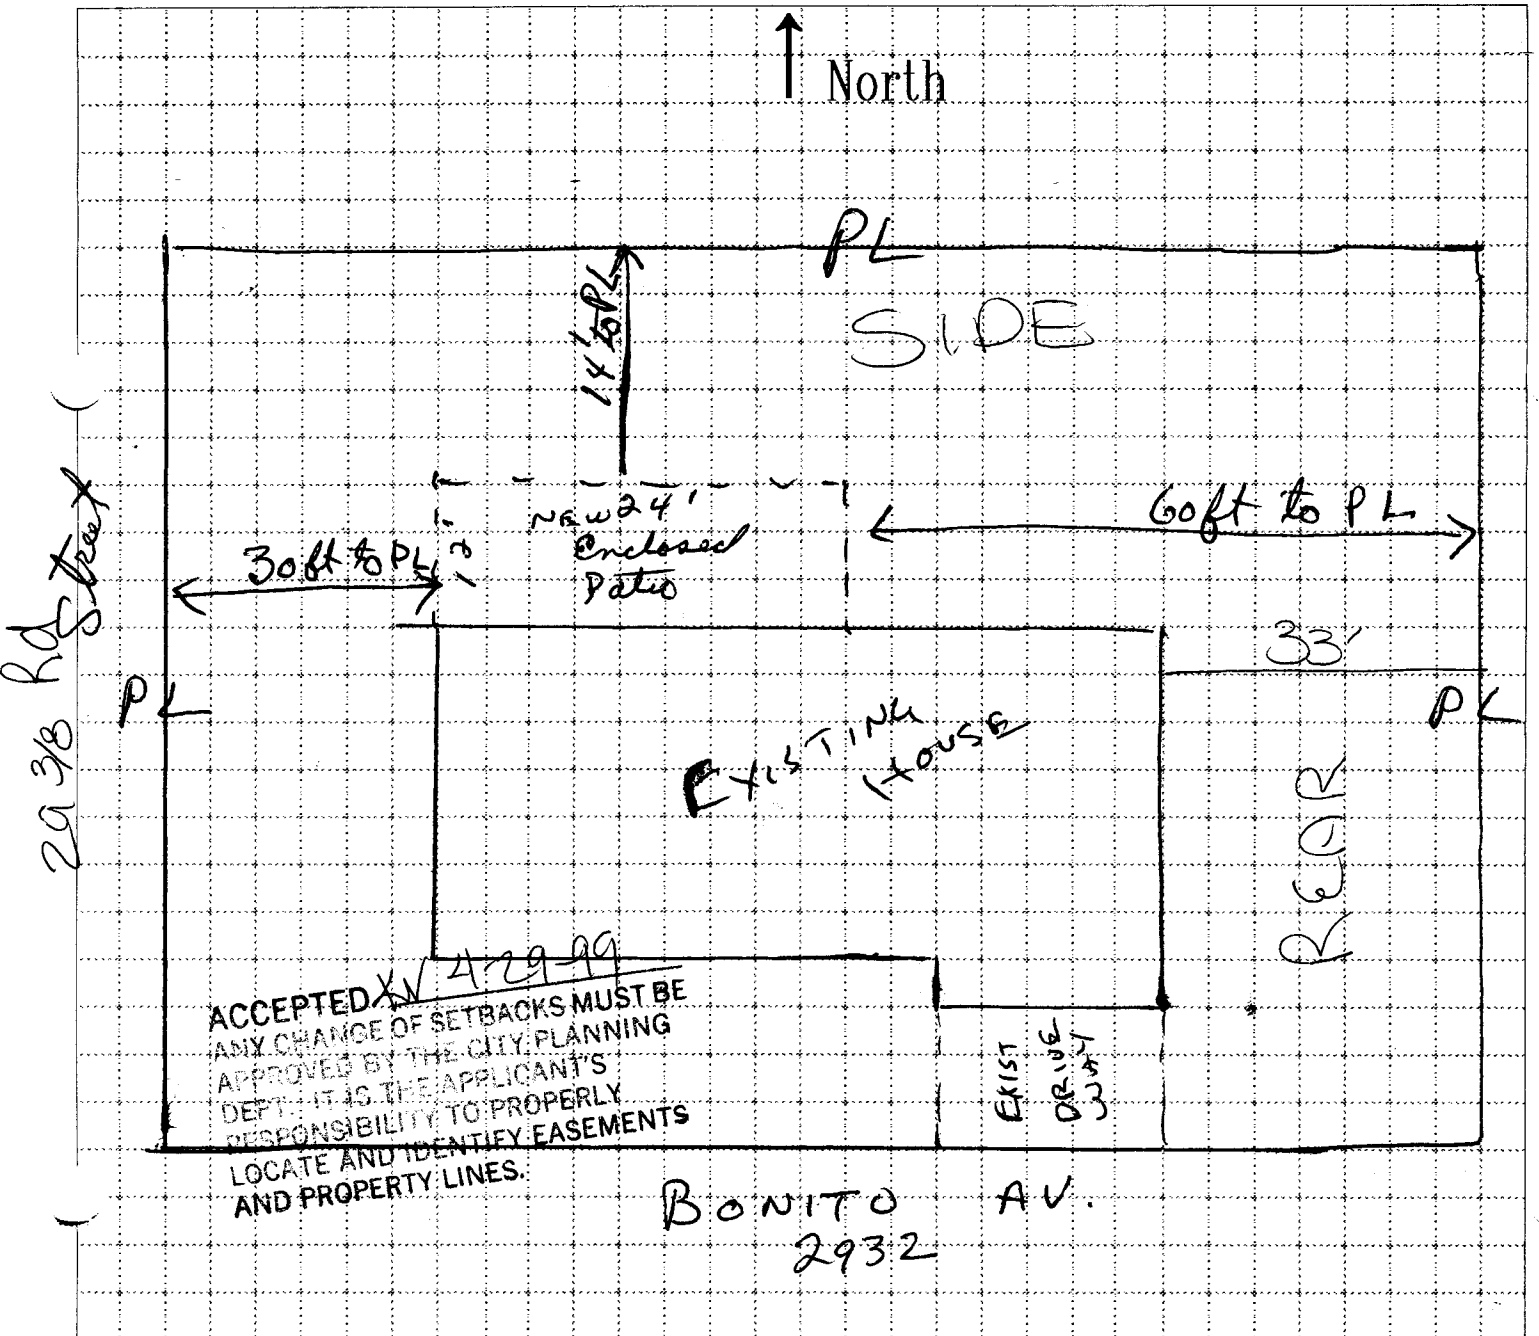 North
PL
SIDE
14' to PL
60ft to PL
NEW 24'
Enclosed
Patio
12'
30ft to PL
33'
29 3/8 Rd
Street
PL
PL
EXISTING
HOUSE
REAR
ACCEPTED 4-29-99
ANY CHANGE OF SETBACKS MUST BE
APPROVED BY THE CITY PLANNING
DEPT. IT IS THE APPLICANT'S
RESPONSIBILITY TO PROPERLY
LOCATE AND IDENTIFY EASEMENTS
AND PROPERTY LINES.
EXIST
DRIVE
WAY
BONITO AV.
2932